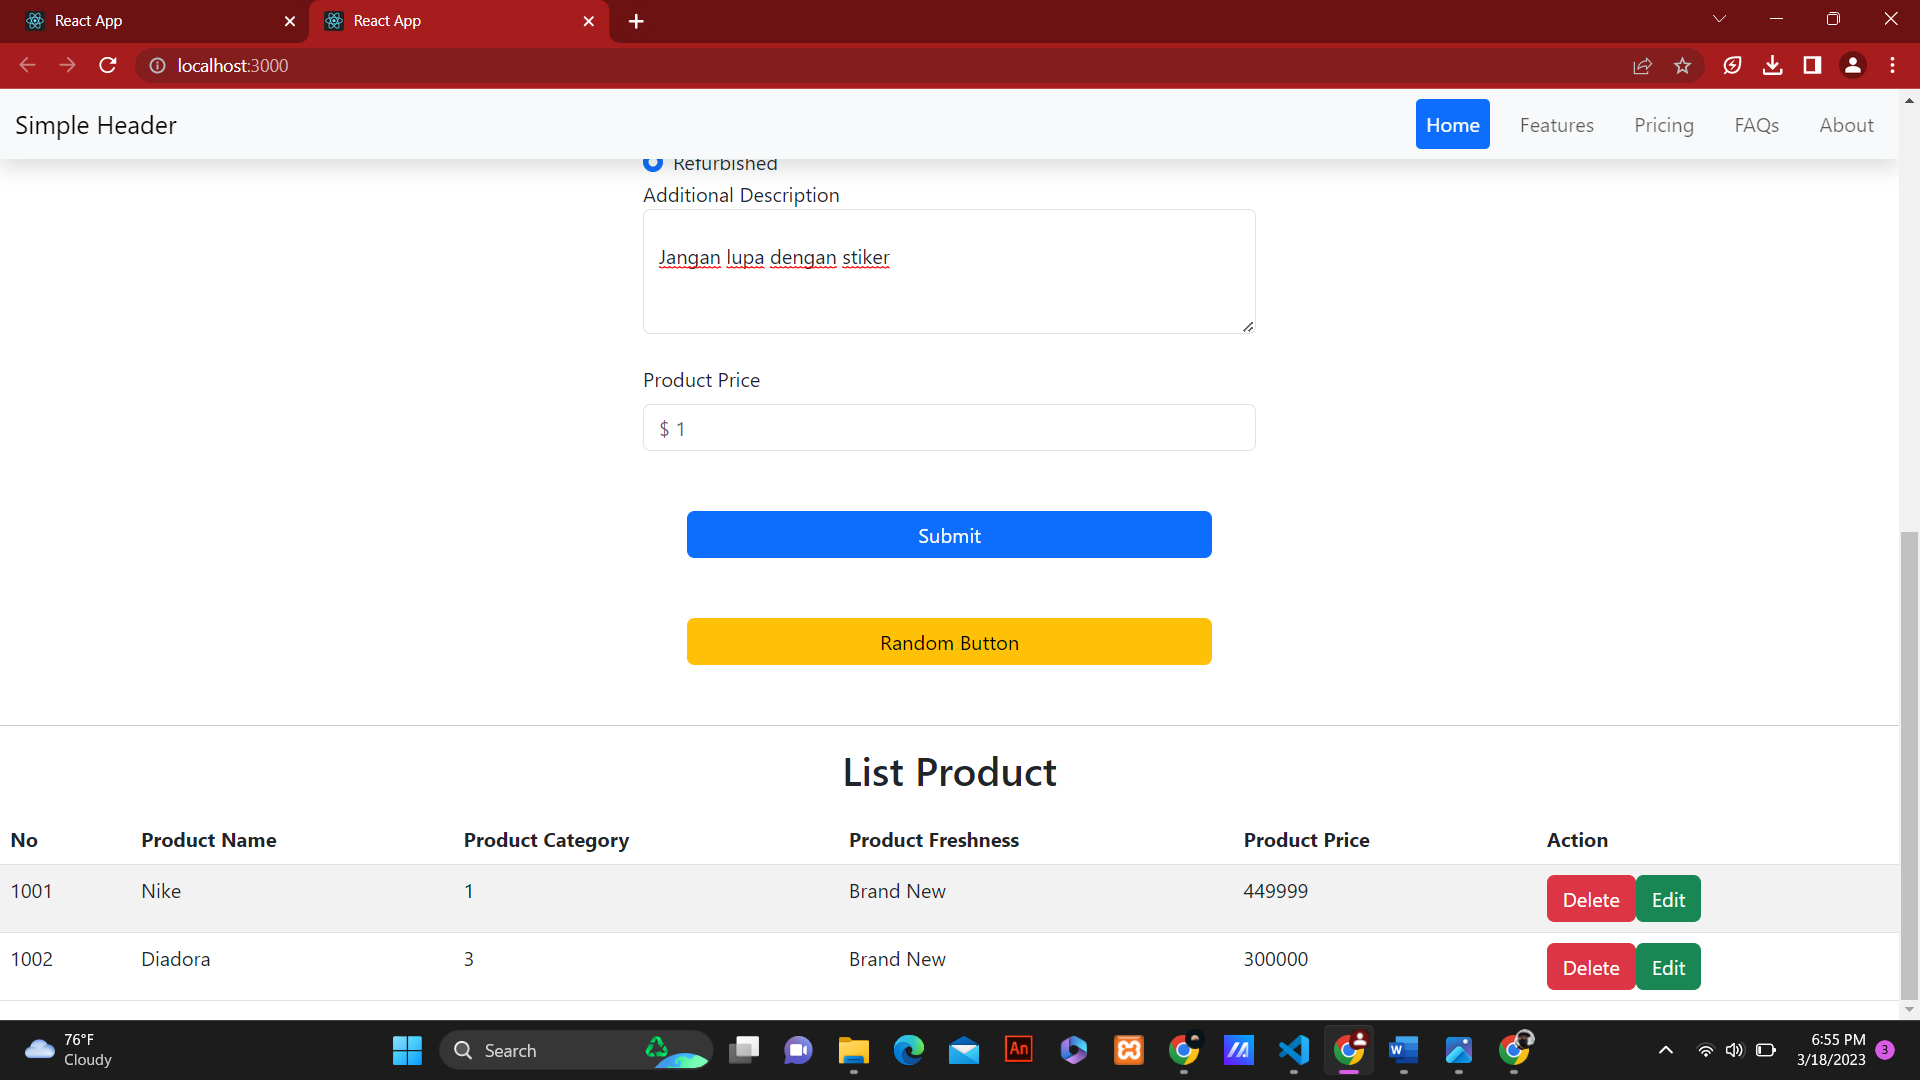 React App
React App
localhost:3000
Simple Header
Home
Features
Pricing
FAQs
About
Refurbished
Additional Description
Jangan lupa dengan stiker
Product Price
$ 1
Submit
Random Button
List Product
No Product Name Product Category Product Freshness Product Price Action
1001 Nike 1 Brand New 449999 Delete Edit
1002 Diadora 3 Brand New 300000 Delete Edit
76°F
Cloudy
Search
An
W
6:55 PM
3/18/2023
3